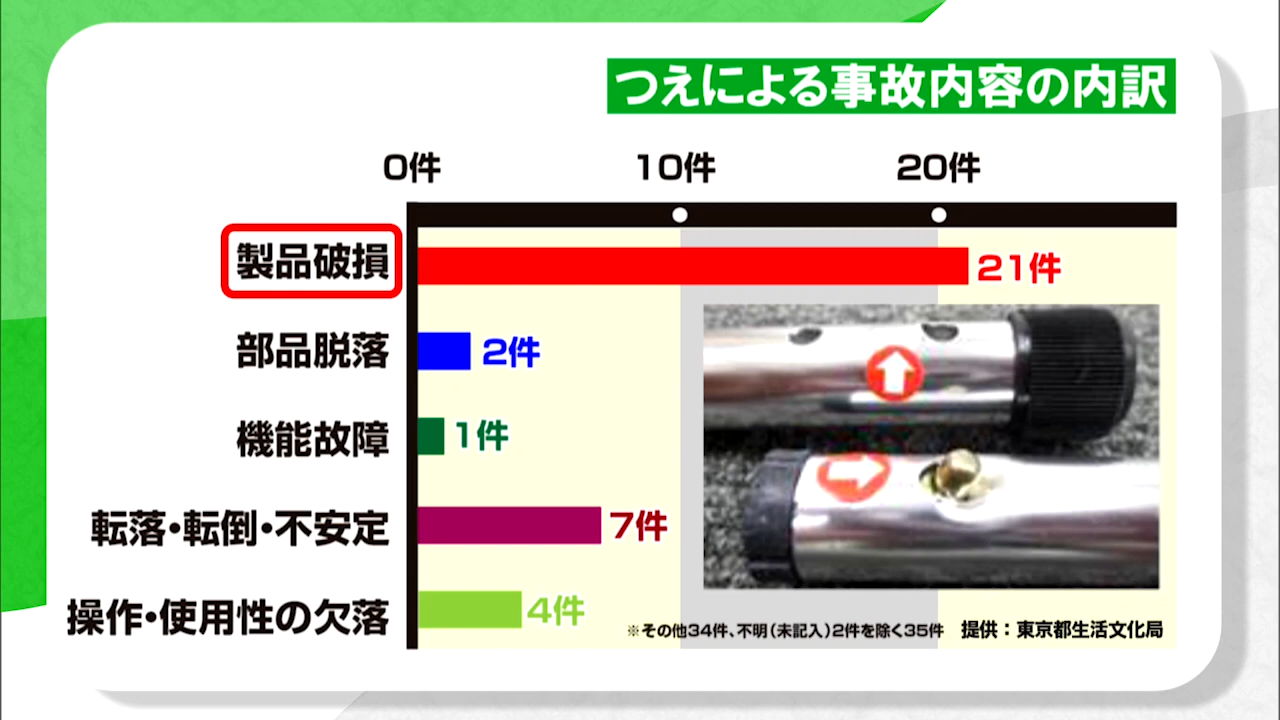 つえによる事故内容の内訳
0件 10件 20件
製品破損 21件
部品脱落 2件
機能故障 1件
転落・転倒・不安定 7件
操作・使用性の欠落 4件
※その他34件、不明(未記入)2件を除く35件 提供：東京都生活文化局